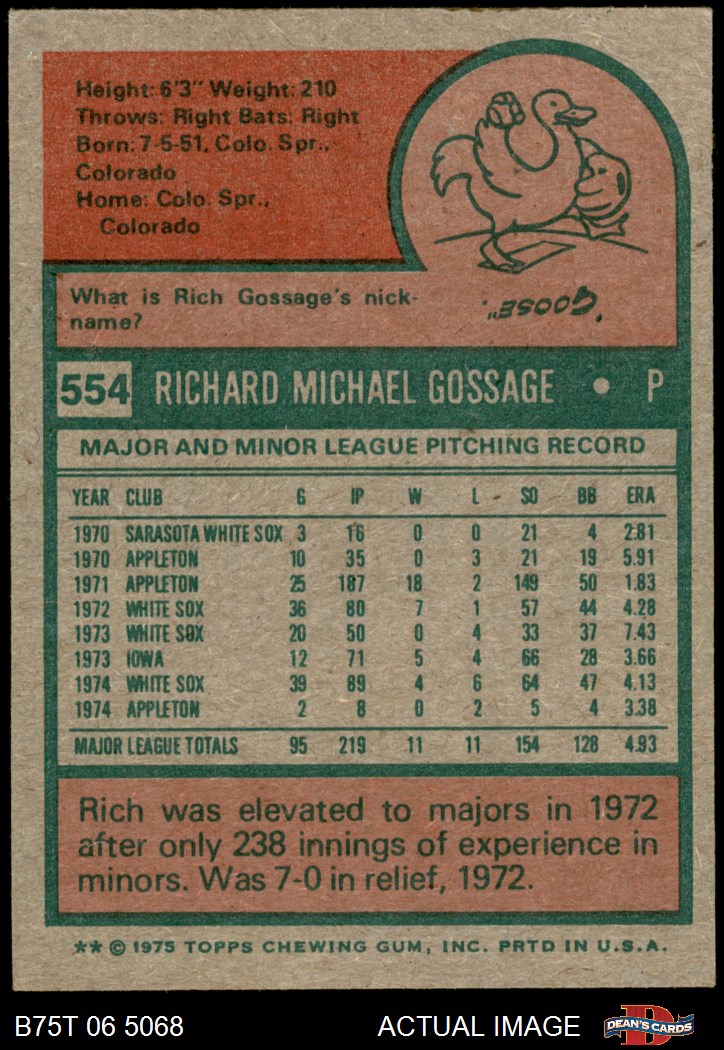 Height: 6'3" Weight: 210
Throws: Right Bats: Right
Born: 7-5-51, Colo. Spr.,
Colorado
Home: Colo. Spr.,
Colorado
What is Rich Gossage's nick-
name?
"Goose".
554 RICHARD MICHAEL GOSSAGE • P
MAJOR AND MINOR LEAGUE PITCHING RECORD
YEAR CLUB G IP W L SO BB ERA
1970 SARASOTA WHITE SOX 3 16 0 0 21 4 2.81
1970 APPLETON 10 35 0 3 21 19 5.91
1971 APPLETON 25 187 18 2 149 50 1.83
1972 WHITE SOX 36 80 7 1 57 44 4.28
1973 WHITE SOX 20 50 0 4 33 37 7.43
1973 IOWA 12 71 5 4 66 28 3.66
1974 WHITE SOX 39 89 4 6 64 47 4.13
1974 APPLETON 2 8 0 2 5 4 3.38
MAJOR LEAGUE TOTALS 95 219 11 11 154 128 4.93
Rich was elevated to majors in 1972
after only 238 innings of experience in
minors. Was 7-0 in relief, 1972.
** © 1975 TOPPS CHEWING GUM, INC. PRTD IN U.S.A.
B75T 06 5068 ACTUAL IMAGE D DEAN'S CARDS